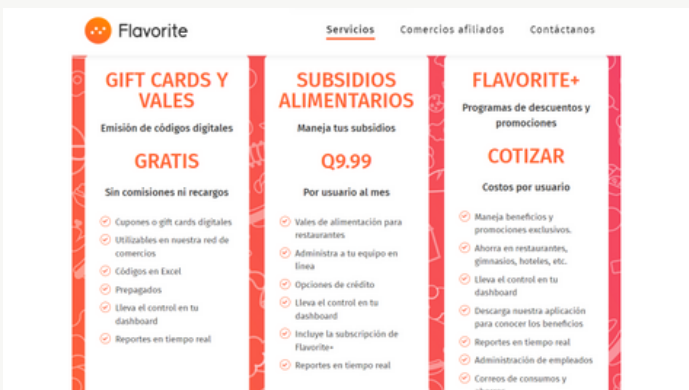 Flavorite
Servicios
Comercios afiliados
Contáctanos
GIFT CARDS Y
VALES
Emisión de códigos digitales
GRATIS
Sin comisiones ni recargos
Cupones o gift cards digitales
Utilizables en nuestra red de
comercios
Códigos en Excel
Prepagados
Lleva el control en tu
dashboard
Reportes en tiempo real
SUBSIDIOS
ALIMENTARIOS
Maneja tus subsidios
Q9.99
Por usuario al mes
Vales de alimentación para
restaurantes
Administra a tu equipo en
línea
Opciones de crédito
Lleva el control en tu
dashboard
Incluye la subscripción de
Flavorite+
Reportes en tiempo real
FLAVORITE+
Programas de descuentos y
promociones
COTIZAR
Costos por usuario
Maneja beneficios y
promociones exclusivos.
Ahorra en restaurantes,
gimnasios, hoteles, etc.
Lleva el control en tu
dashboard
Descarga nuestra aplicación
para conocer los beneficios
Reportes en tiempo real
Administración de empleados
Correos de consumos y